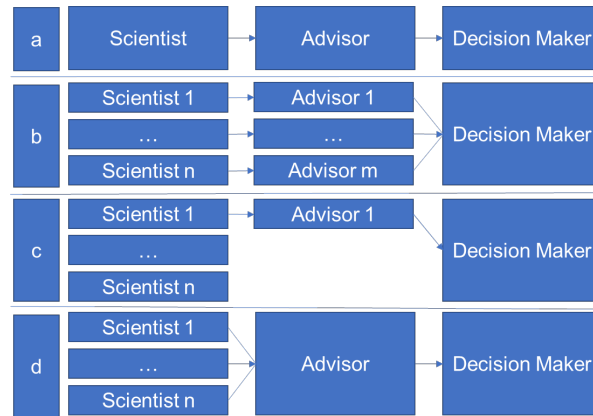 a
Scientist
Advisor
Decision Maker
b
Scientist 1
Advisor 1
...
...
Scientist n
Advisor m
Decision Maker
c
Scientist 1
Advisor 1
...
Scientist n
Decision Maker
d
Scientist 1
...
Scientist n
Advisor
Decision Maker